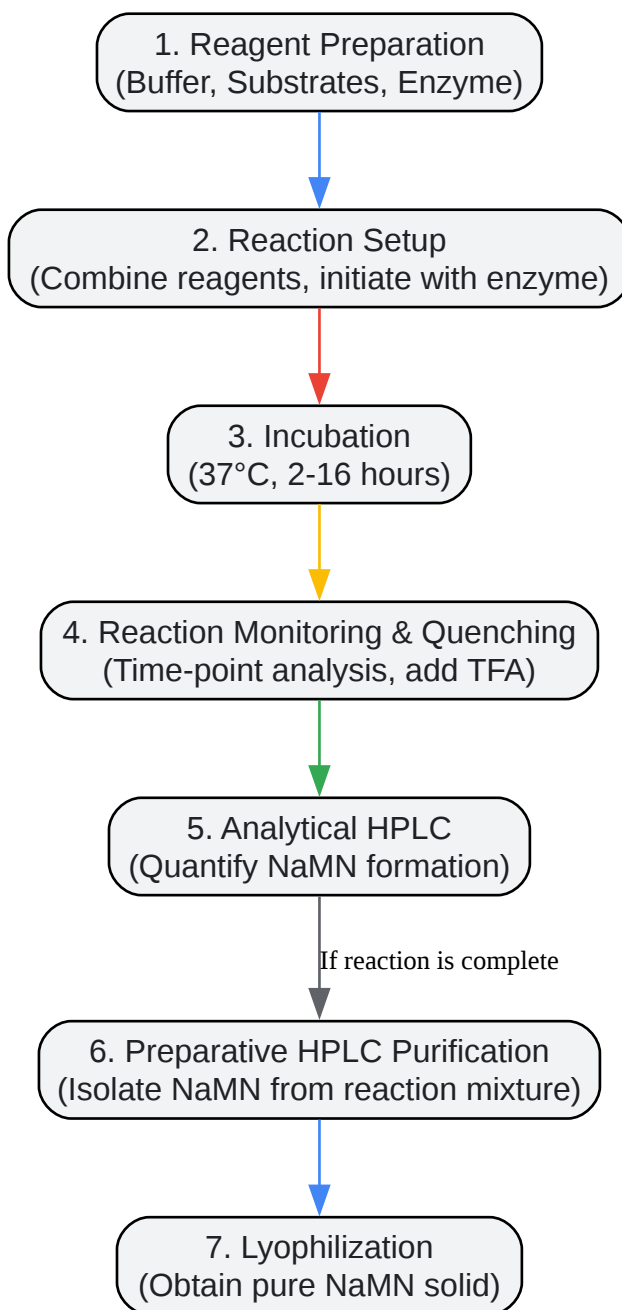 1. Reagent Preparation
(Buffer, Substrates, Enzyme)
2. Reaction Setup
(Combine reagents, initiate with enzyme)
3. Incubation
(37°C, 2-16 hours)
4. Reaction Monitoring & Quenching
(Time-point analysis, add TFA)
5. Analytical HPLC
(Quantify NaMN formation)
If reaction is complete
6. Preparative HPLC Purification
(Isolate NaMN from reaction mixture)
7. Lyophilization
(Obtain pure NaMN solid)